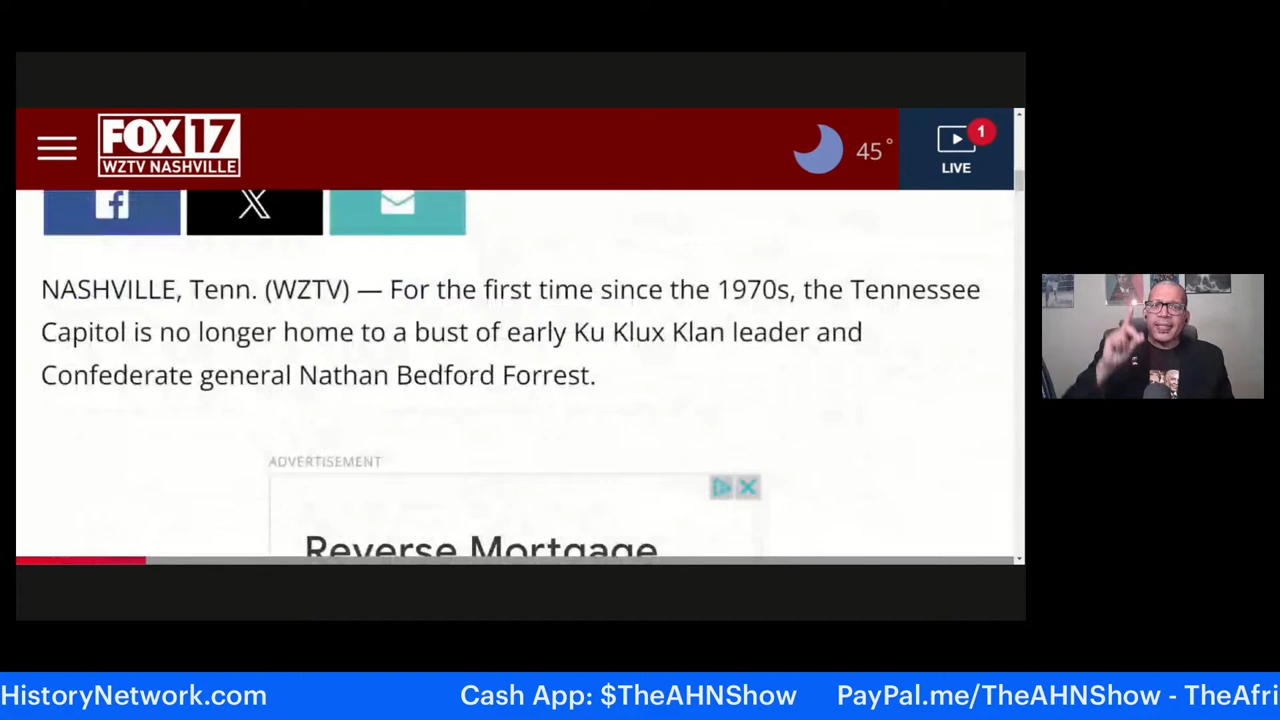 FOX 17
WZTV NASHVILLE
45°
1
LIVE
NASHVILLE, Tenn. (WZTV) — For the first time since the 1970s, the Tennessee
Capitol is no longer home to a bust of early Ku Klux Klan leader and
Confederate general Nathan Bedford Forrest.
ADVERTISEMENT
Reverse Mortgage
HistoryNetwork.com Cash App: $TheAHNShow PayPal.me/TheAHNShow - TheAfri